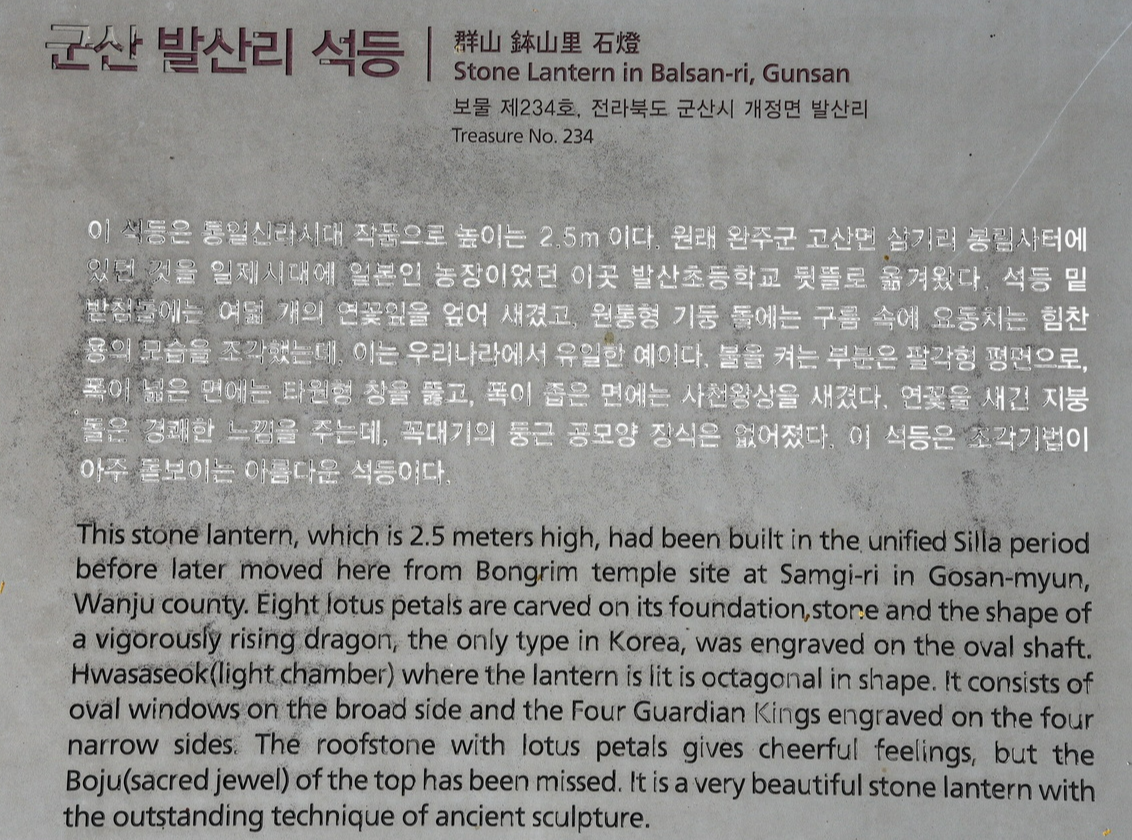 군산 발산리 석등
群山 鉢山里 石燈
Stone Lantern in Balsan-ri, Gunsan
보물 제234호, 전라북도 군산시 개정면 발산리
Treasure No. 234
이 석등은 통일신라시대 작품으로 높이는 2.5m 이다. 원래 완주군 고산면 삼기리 봉림사터에
있던 것을 일제시대에 일본인 농장이었던 이곳 발산초등학교 뒷뜰로 옮겨왔다. 석등 밑
받침돌에는 여덟 개의 연꽃잎을 엎어 새겼고, 원통형 기둥 돌에는 구름 속에 요동치는 힘찬
용의 모습을 조각했는데, 이는 우리나라에서 유일한 예이다. 불을 켜는 부분은 팔각형 평면으로,
폭이 넓은 면에는 타원형 창을 뚫고, 폭이 좁은 면에는 사천왕상을 새겼다. 연꽃을 새긴 지붕
돌은 경쾌한 느낌을 주는데, 꼭대기의 둥근 공모양 장식은 없어졌다. 이 석등은 조각기법이
아주 돋보이는 아름다운 석등이다.
This stone lantern, which is 2.5 meters high, had been built in the unified Silla period
before later moved here from Bongrim temple site at Samgi-ri in Gosan-myun,
Wanju county. Eight lotus petals are carved on its foundation stone and the shape of
a vigorously rising dragon, the only type in Korea, was engraved on the oval shaft.
Hwasaseok(light chamber) where the lantern is lit is octagonal in shape. It consists of
oval windows on the broad side and the Four Guardian Kings engraved on the four
narrow sides. The roofstone with lotus petals gives cheerful feelings, but the
Boju(sacred jewel) of the top has been missed. It is a very beautiful stone lantern with
the outstanding technique of ancient sculpture.